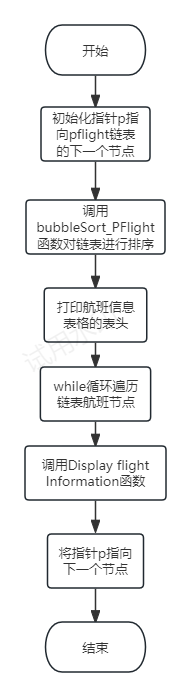 开始
初始化指针p指
向pflight链表
的下一个节点
调用
bubbleSort_PFlight
函数对链表进行排序
打印航班信息
表格的表头
while循环遍历
链表航班节点
调用Display flight
Information函数
将指针p指向
下一个节点
结束